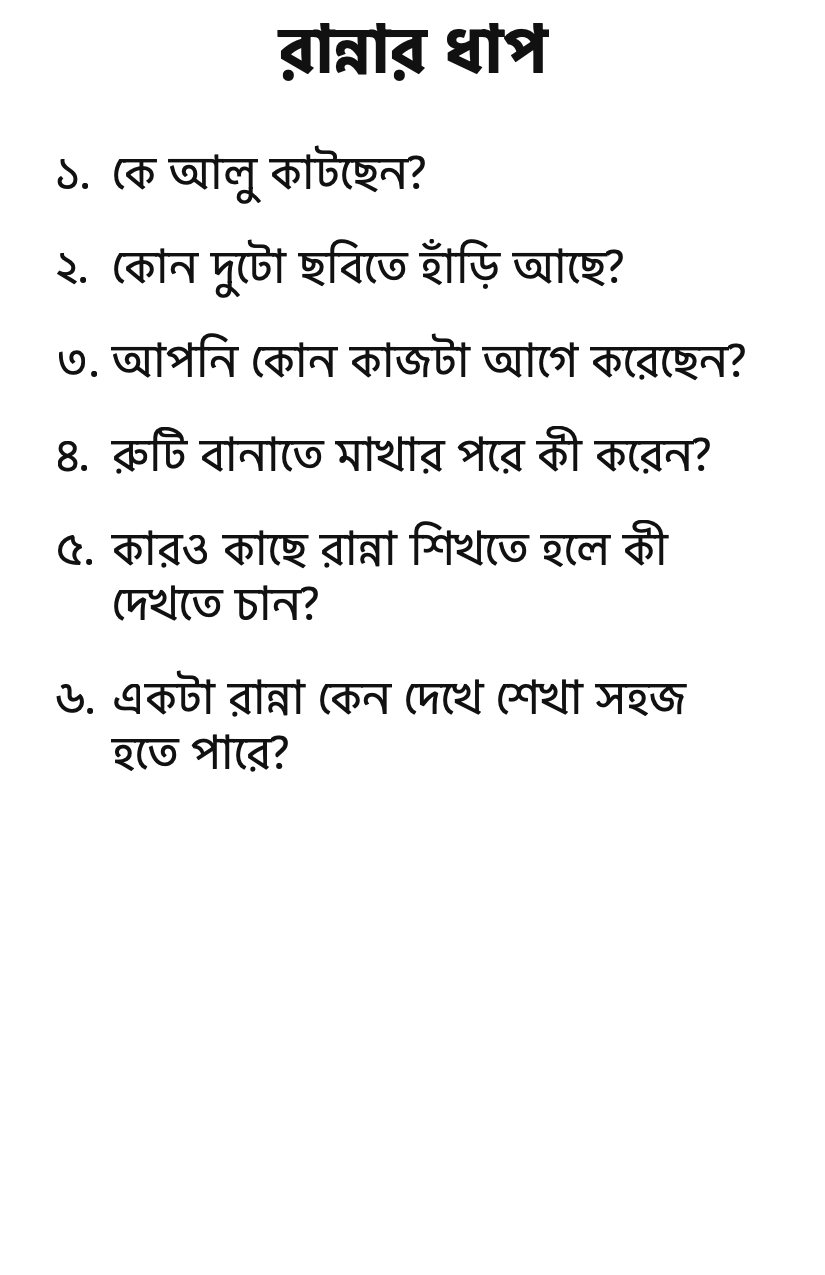 রান্নার ধাপ
১. কে আলু কাটছেন?
২. কোন দুটো ছবিতে হাঁড়ি আছে?
৩. আপনি কোন কাজটা আগে করেছেন?
৪. রুটি বানাতে মাখার পরে কী করেন?
৫. কারও কাছে রান্না শিখতে হলে কী
দেখতে চান?
৬. একটা রান্না কেন দেখে শেখা সহজ
হতে পারে?